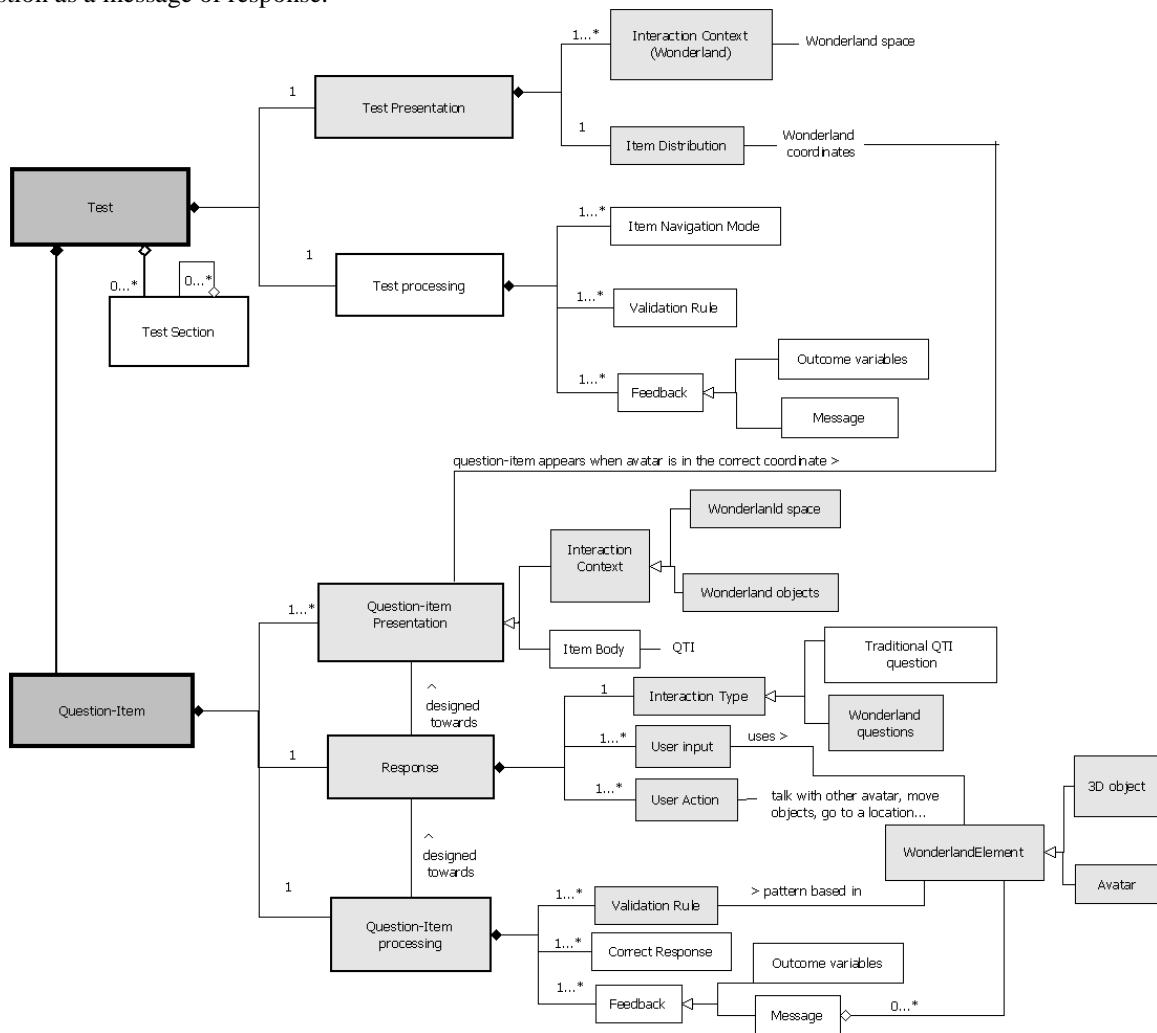 stion as a message of response.
1...*
Interaction Context
(Wonderland)
Wonderland space
1
Test Presentation
1
Item Distribution
Wonderland
coordinates
Test
1...*
Item Navigation Mode
1
Test processing
0...*
0...*
Test Section
1...*
Validation Rule
1...*
Feedback
Outcome variables
Message
question-item appears when avatar is in the correct coordinate >
Wonderlanld space
Interaction
Context
Wonderland objects
1...*
Question-item
Presentation
Item Body
QTI
Traditional QTI
question
^
designed
towards
1
Interaction Type
Wonderland
questions
Question-Item
1
Response
1...*
User input
uses >
1...*
User Action
talk with other avatar, move
objects, go to a location...
3D object
WonderlandElement
Avatar
^
designed
towards
1
Question-Item
processing
1...*
Validation Rule
> pattern based in
1...*
Correct Response
Outcome variables
1...*
Feedback
Message
0...*